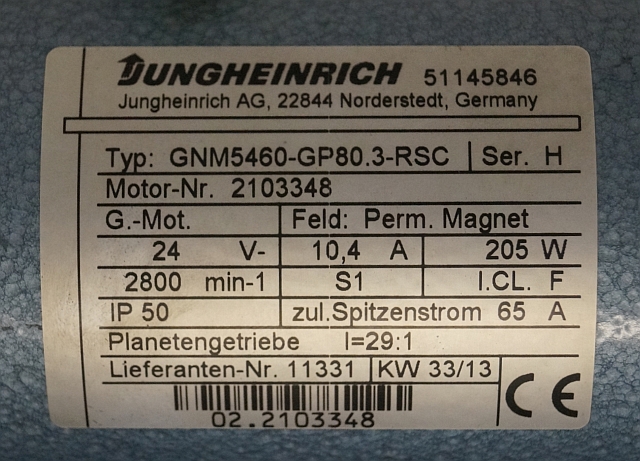 JUNGHEINRICH 51145846
Jungheinrich AG, 22844 Norderstedt, Germany
Typ: GNM5460-GP80.3-RSC Ser. H
Motor-Nr. 2103348
G.-Mot. Feld: Perm. Magnet
24 V- 10,4 A 205 W
2800 min-1 S1 I.CL. F
IP 50 zul.Spitzenstrom 65 A
Planetengetriebe I=29:1
Lieferanten-Nr. 11331 KW 33/13
CE
02.2103348